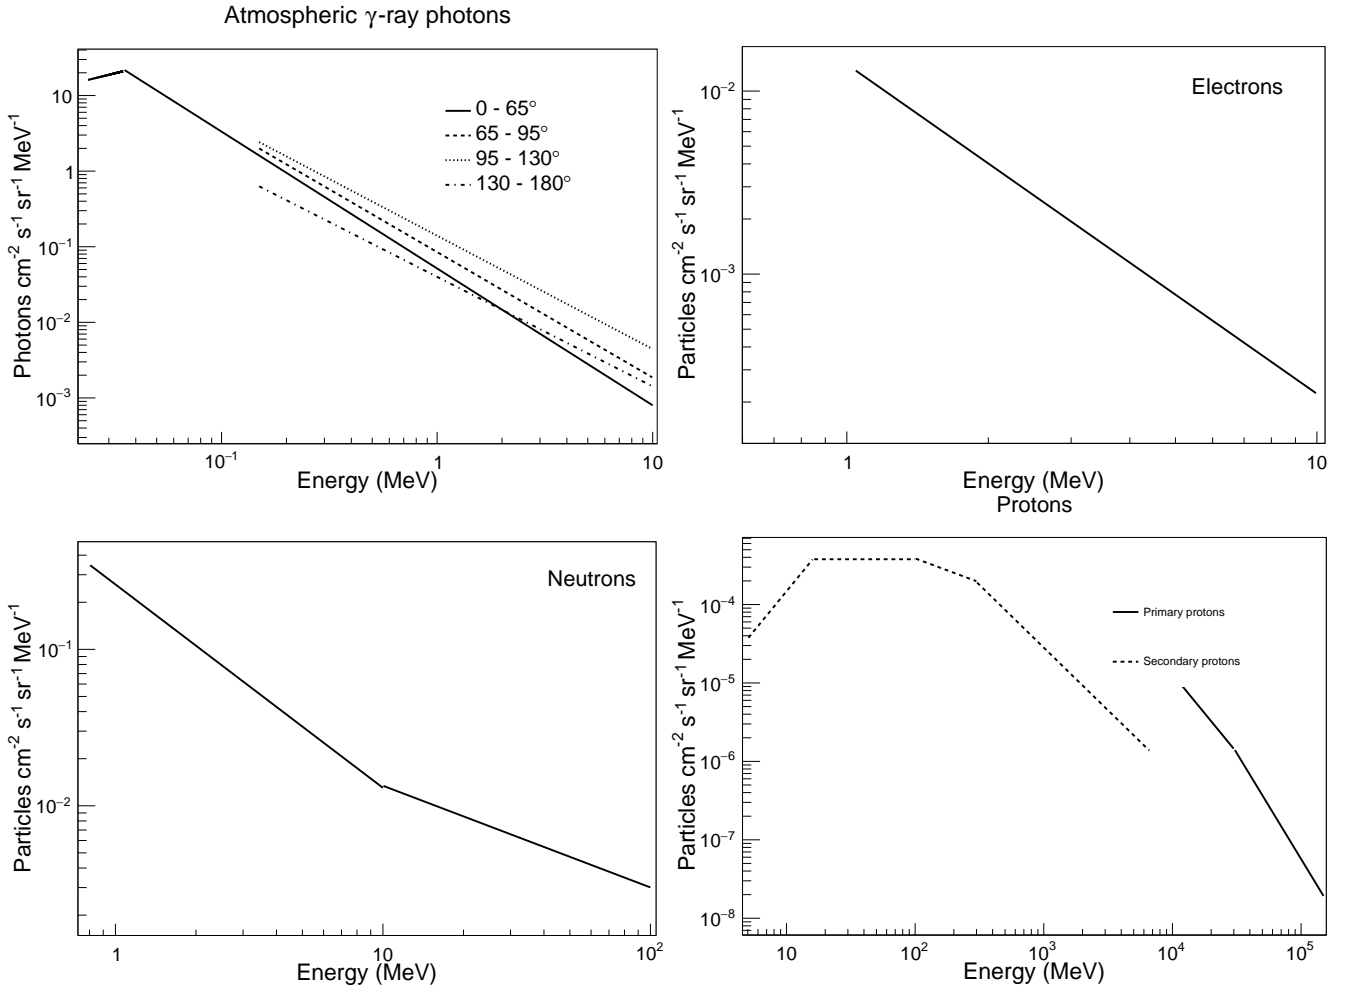 Atmospheric γ-ray photons
Photons cm⁻² s⁻¹ sr⁻¹ MeV⁻¹
10
1
10⁻¹
10⁻²
10⁻³
0 - 65°
65 - 95°
95 - 130°
130 - 180°
10⁻¹ 1 10
Energy (MeV)
Electrons
Particles cm⁻² s⁻¹ sr⁻¹ MeV⁻¹
10⁻²
10⁻³
1 10
Energy (MeV)
Neutrons
Particles cm⁻² s⁻¹ sr⁻¹ MeV⁻¹
10⁻¹
10⁻²
1 10 10²
Energy (MeV)
Protons
Particles cm⁻² s⁻¹ sr⁻¹ MeV⁻¹
10⁻⁴
10⁻⁵
10⁻⁶
10⁻⁷
10⁻⁸
Primary protons
Secondary protons
10 10² 10³ 10⁴ 10⁵
Energy (MeV)